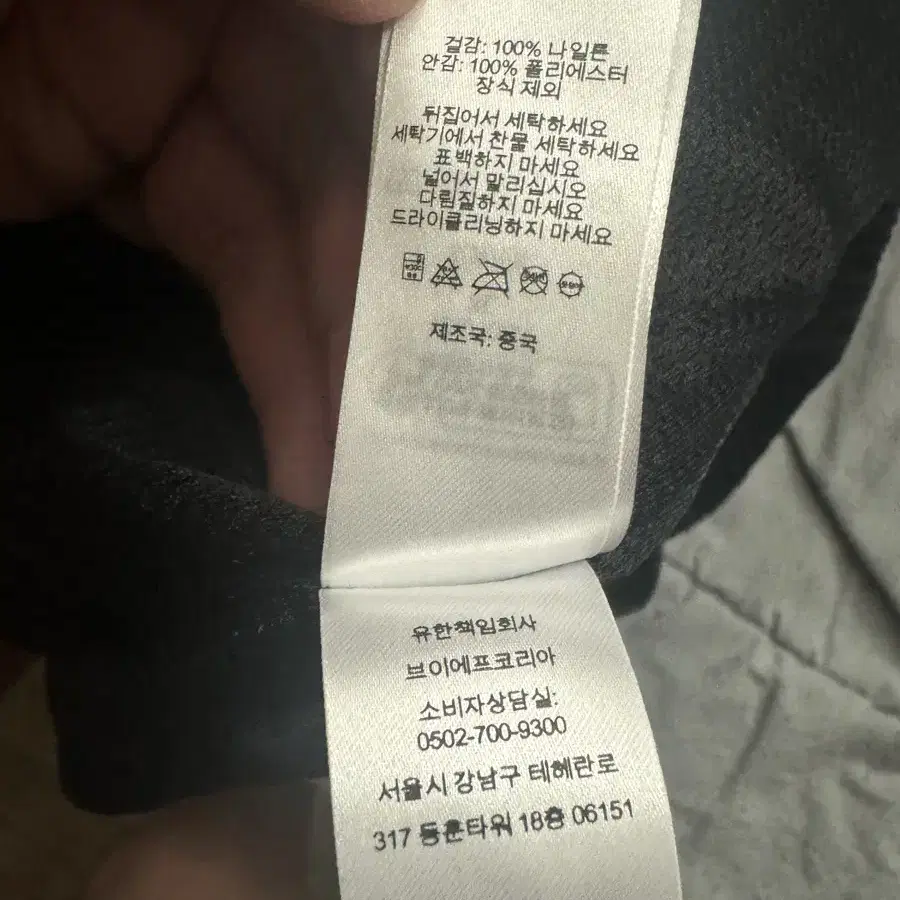 겉감: 100% 나일론
안감: 100% 폴리에스터
장식 제외
뒤집어서 세탁하세요
세탁기에서 찬물 세탁하세요
표백하지 마세요
널어서 말리십시오
다림질하지 마세요
드라이클리닝하지 마세요
제조국: 중국
유한책임회사
브이에프코리아
소비자상담실:
0502-700-9300
서울시 강남구 테헤란로
317 동훈타워 18층 06151